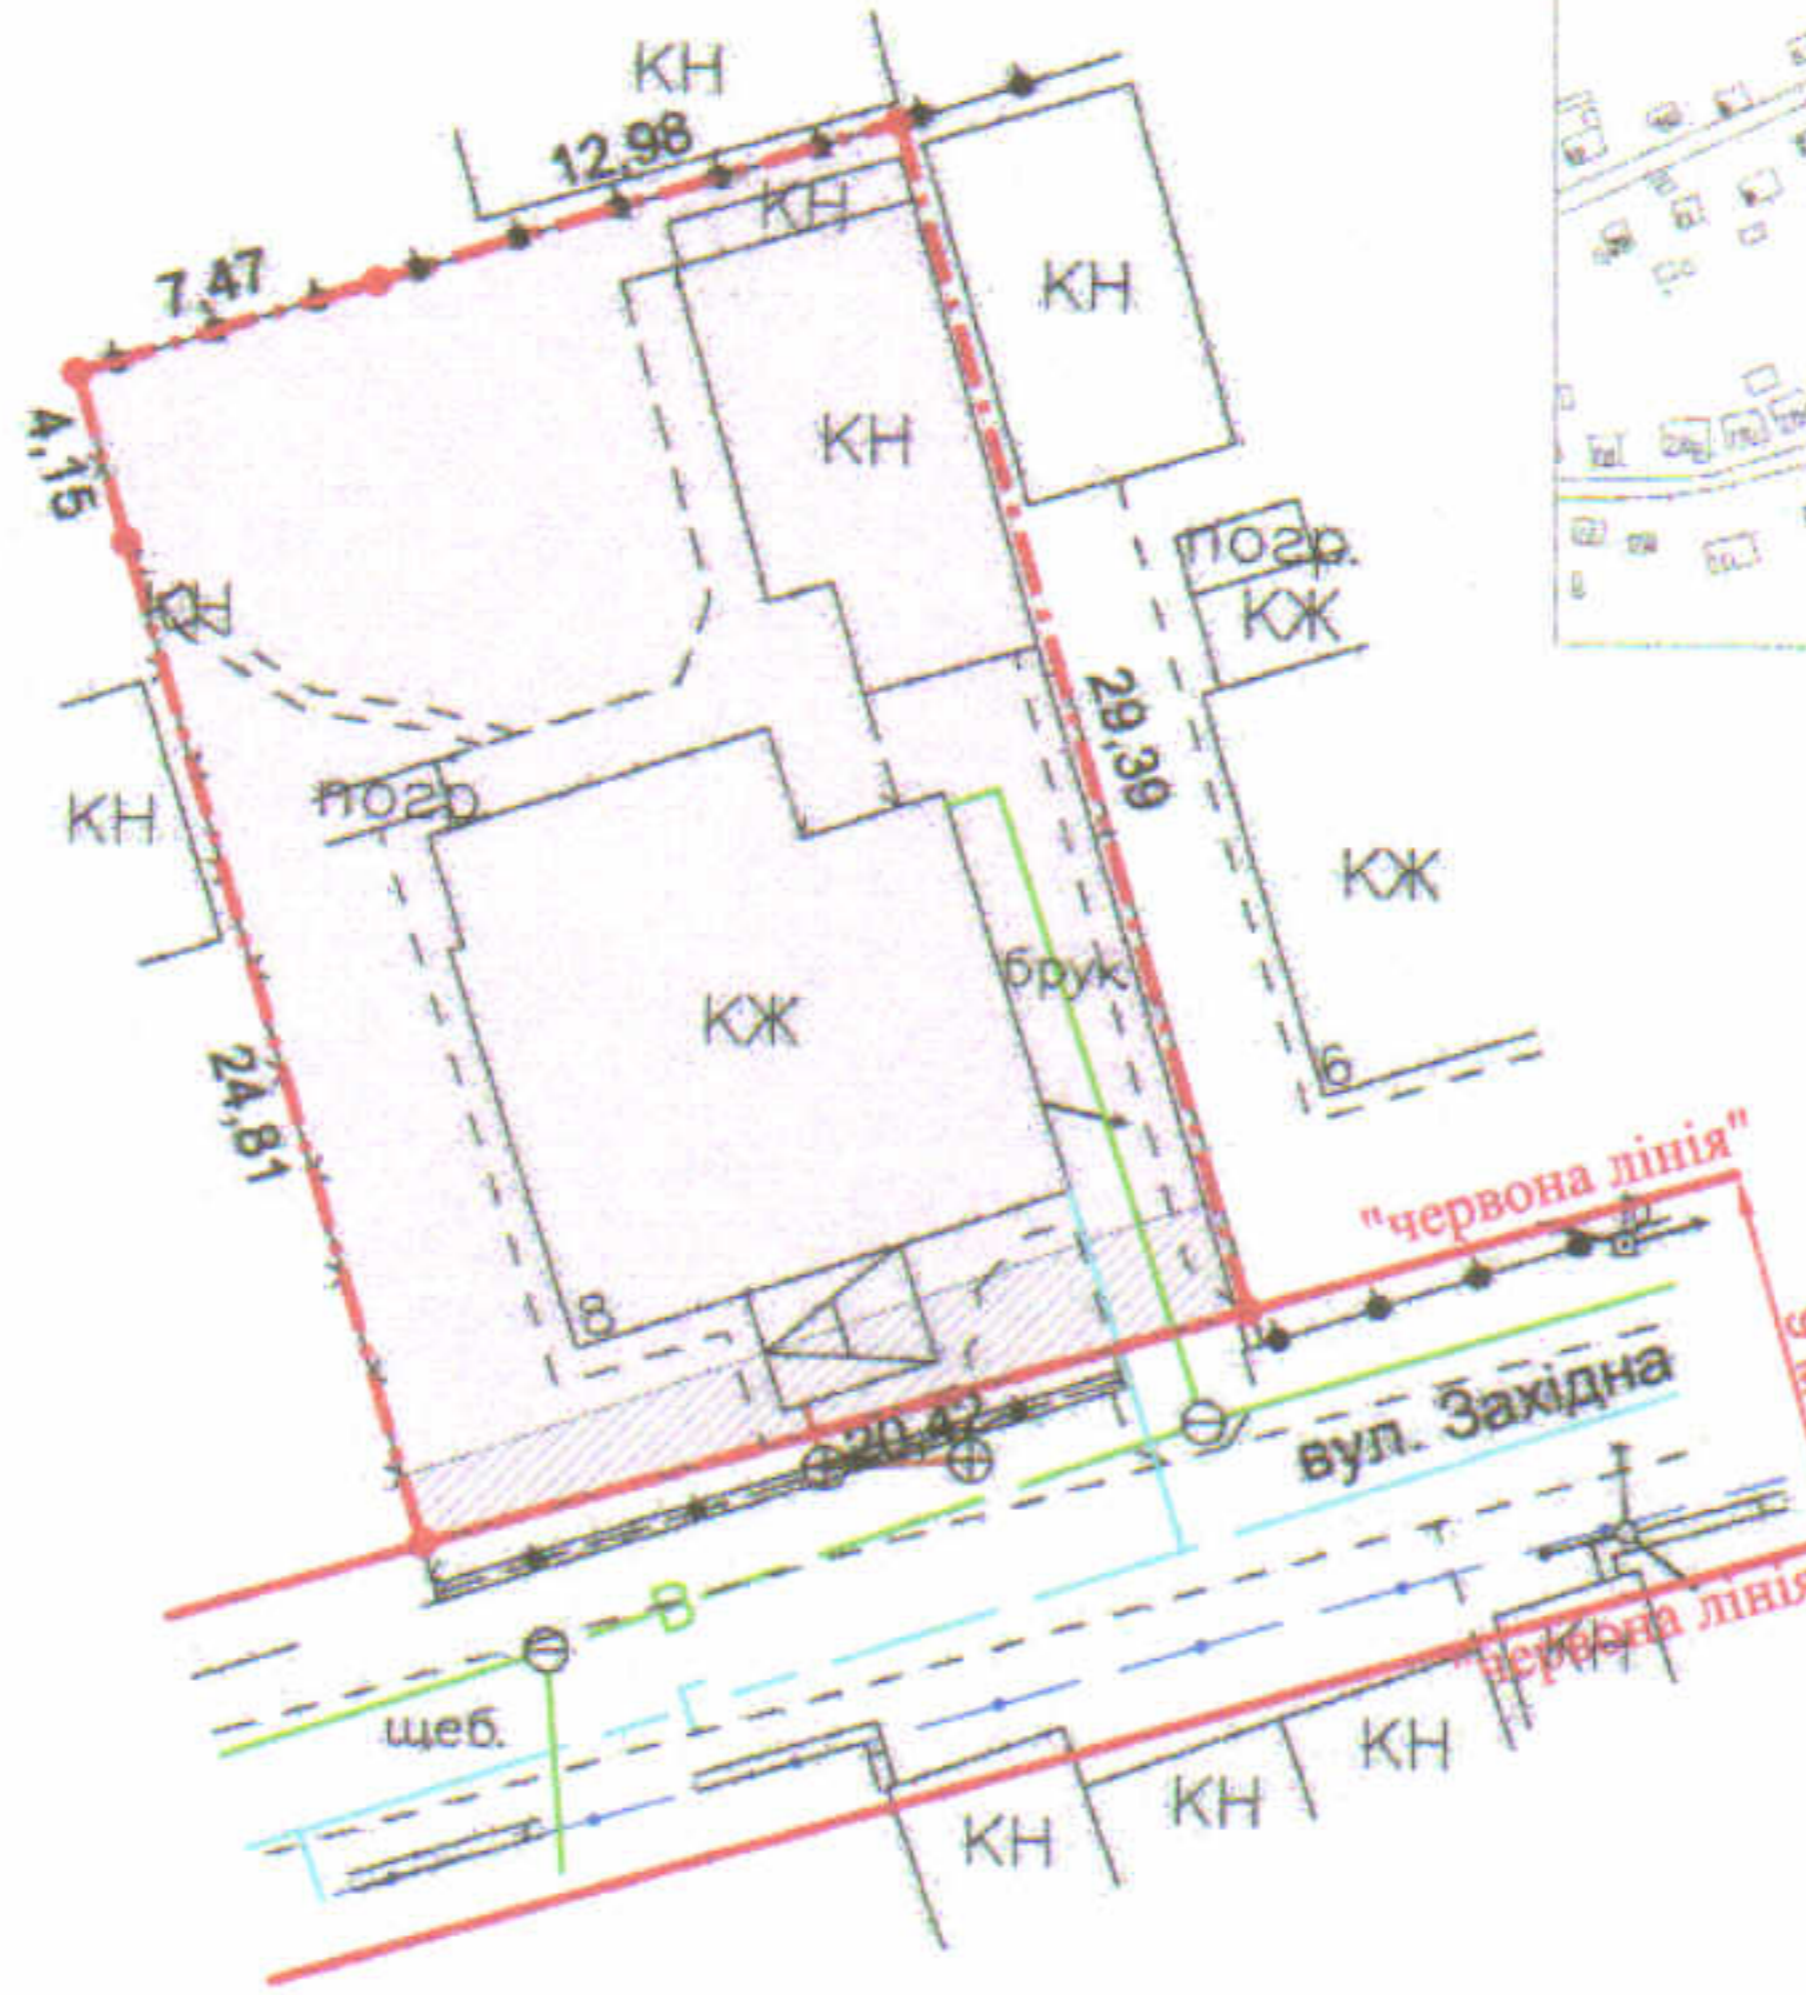 КН
12,98
КН
7,47
КН
КН
4,15
погр.
КН
КЖ
29,39
КН
погр.
КЖ
брук.
КЖ
6
24,81
"червона лінія"
8
20,42
вул. Західна
В
"червона лінія
КН
щеб.
КН
КН
КН